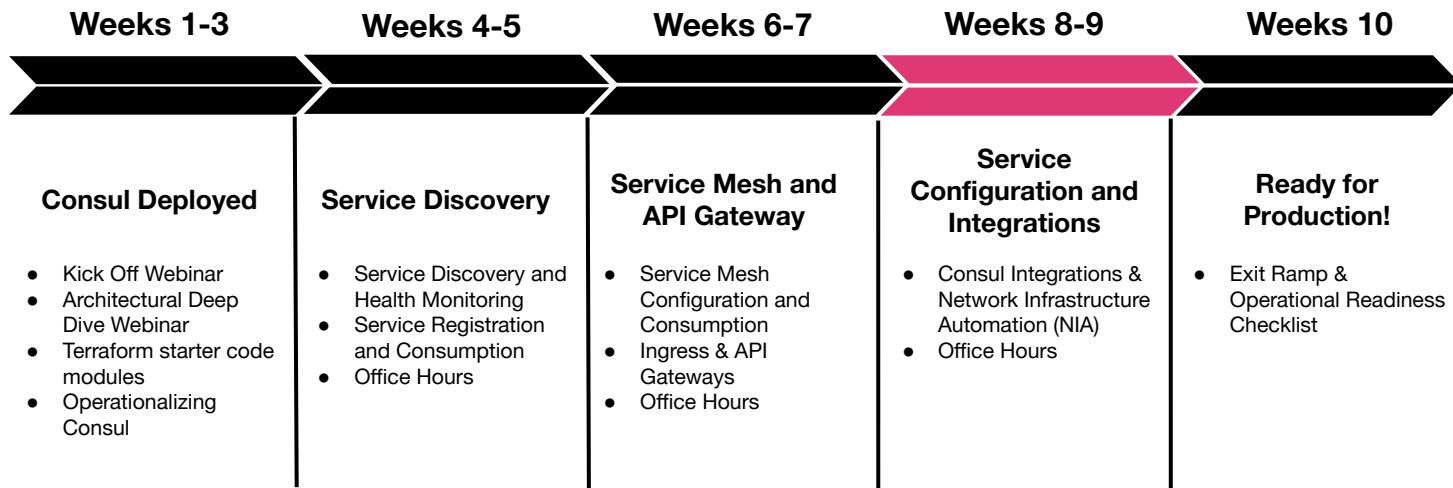 Weeks 1-3
Weeks 4-5
Weeks 6-7
Weeks 8-9
Weeks 10
Consul Deployed
● Kick Off Webinar
● Architectural Deep
Dive Webinar
● Terraform starter code
modules
● Operationalizing
Consul
Service Discovery
● Service Discovery and
Health Monitoring
● Service Registration
and Consumption
● Office Hours
Service Mesh and
API Gateway
● Service Mesh
Configuration and
Consumption
● Ingress & API
Gateways
● Office Hours
Service
Configuration and
Integrations
● Consul Integrations &
Network Infrastructure
Automation (NIA)
● Office Hours
Ready for
Production!
● Exit Ramp &
Operational Readiness
Checklist